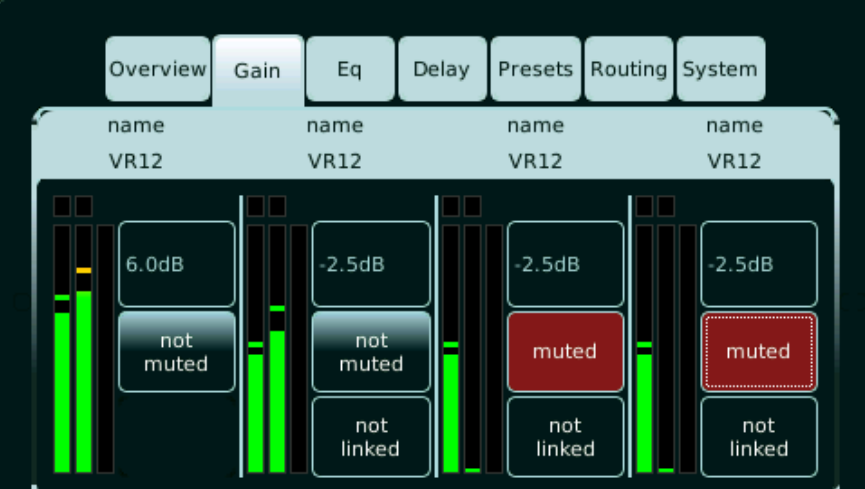 Overview Gain Eq Delay Presets Routing System
name name name name
VR12 VR12 VR12 VR12
6.0dB -2.5dB -2.5dB -2.5dB
not
muted
not
muted
muted
muted
not
linked
not
linked
not
linked